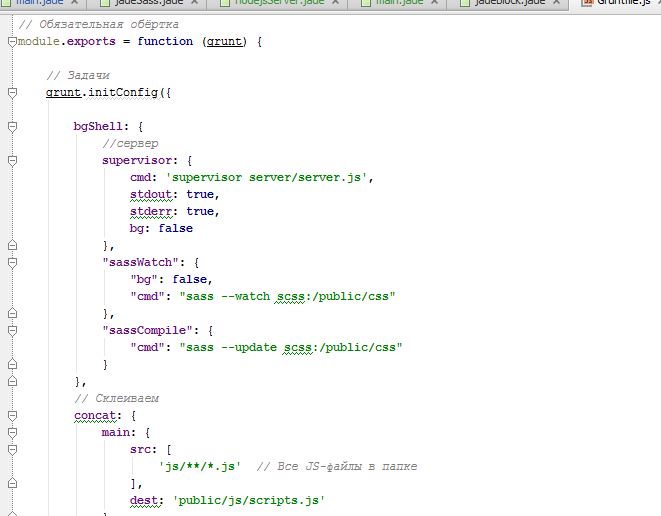 main.jade jadeSass.jade nodejsServer.jade main.jade jadeBlock.jade Gruntfile.js
// Обязательная обёртка
module.exports = function (grunt) {
// Задачи
grunt.initConfig({
bgShell: {
//сервер
supervisor: {
cmd: 'supervisor server/server.js',
stdout: true,
stderr: true,
bg: false
},
"sassWatch": {
"bg": false,
"cmd": "sass --watch scss:/public/css"
},
"sassCompile": {
"cmd": "sass --update scss:/public/css"
}
},
// Склеиваем
concat: {
main: {
src: [
'js/**/*.js' // Все JS-файлы в папке
],
dest: 'public/js/scripts.js'